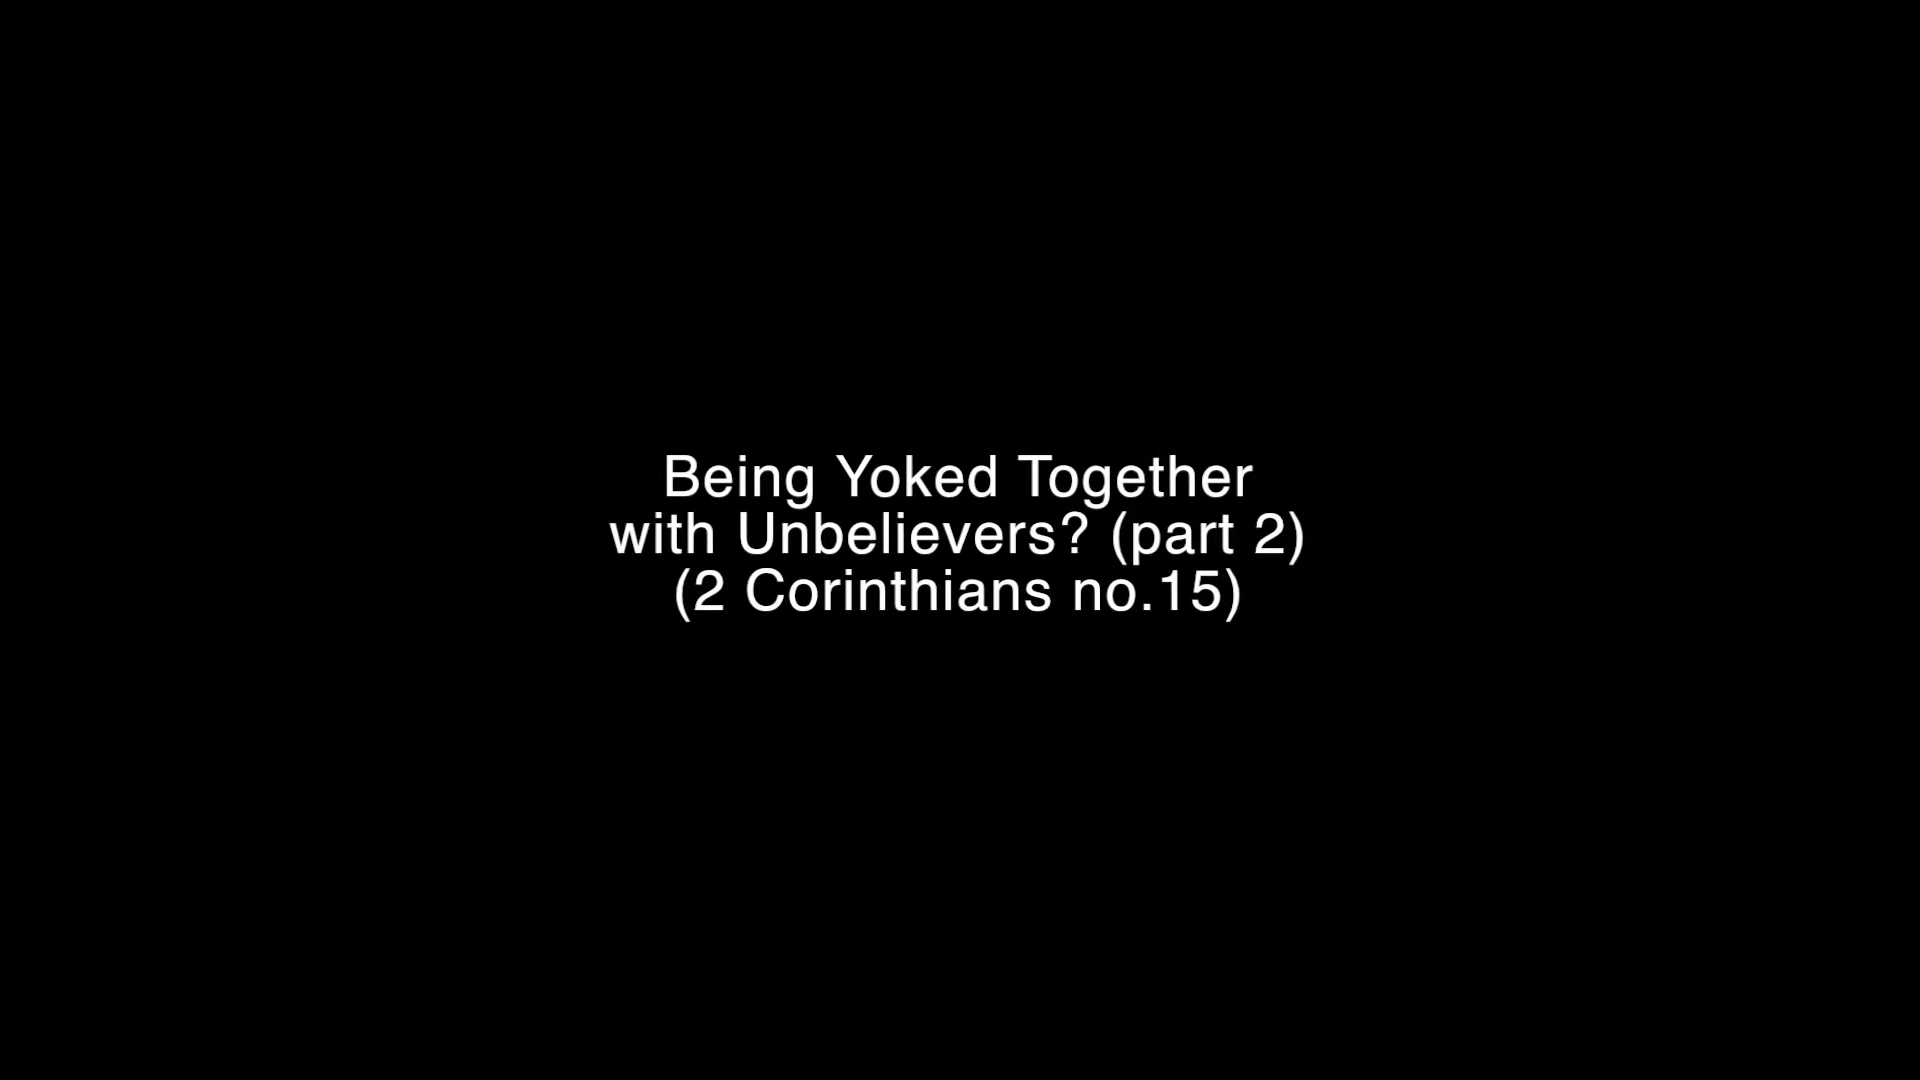 Being Yoked Together
with Unbelievers? (part 2)
(2 Corinthians no.15)